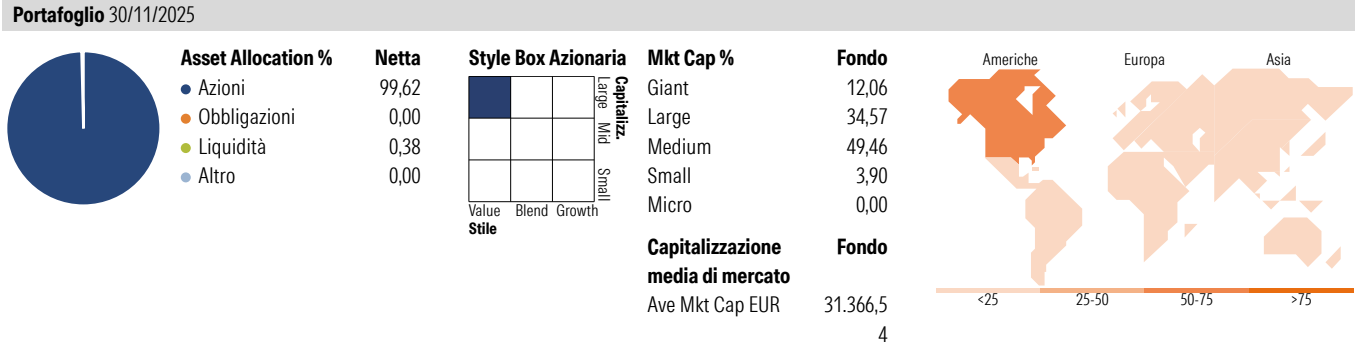 Portafoglio 30/11/2025
Asset Allocation % Netta
Azioni 99,62
Obbligazioni 0,00
Liquidità 0,38
Altro 0,00
Style Box Azionaria
Capitalizz.
Large Mid Small
Value Blend Growth
Stile
Mkt Cap % Fondo
Giant 12,06
Large 34,57
Medium 49,46
Small 3,90
Micro 0,00
Capitalizzazione Fondo
media di mercato
Ave Mkt Cap EUR 31.366,5
4
Americhe Europa Asia
<25 25-50 50-75 >75